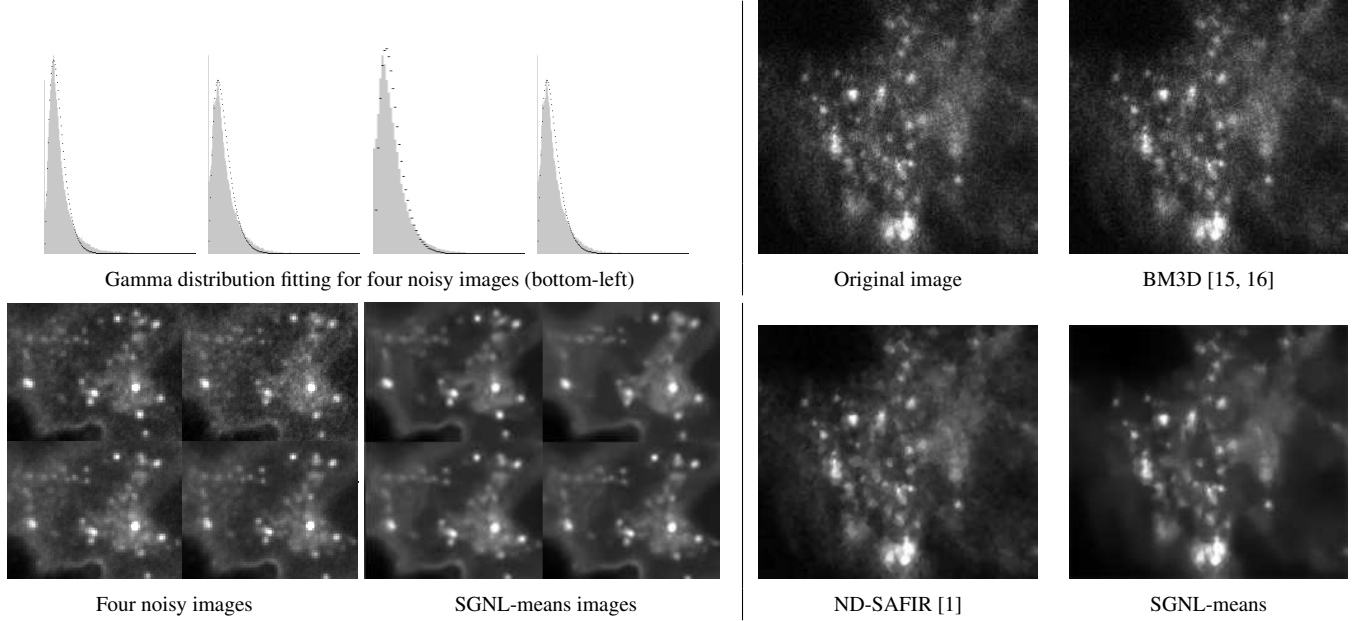 Gamma distribution fitting for four noisy images (bottom-left)
Original image
BM3D [15, 16]
Four noisy images
SGNL-means images
ND-SAFIR [1]
SGNL-means